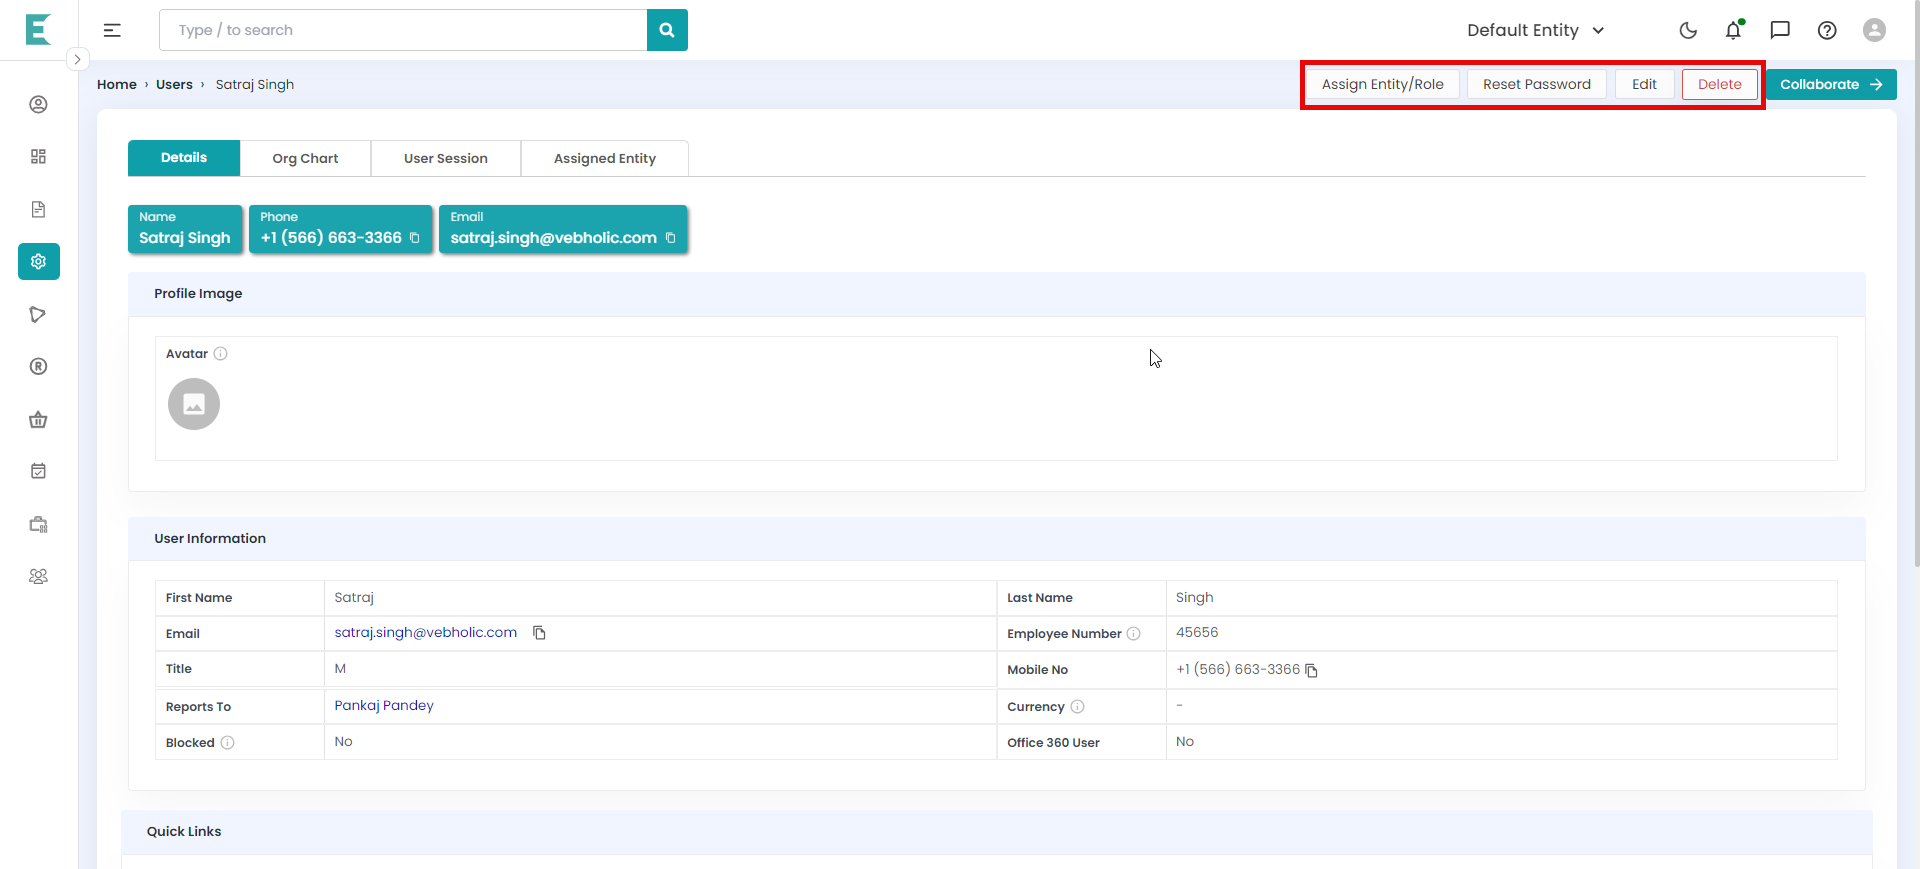 E
Type / to search
Default Entity
Home › Users › Satraj Singh
Assign Entity/Role
Reset Password
Edit
Delete
Collaborate
Details
Org Chart
User Session
Assigned Entity
Name
Satraj Singh
Phone
+1 (566) 663-3366
Email
satraj.singh@vebholic.com
Profile Image
Avatar
User Information
First Name
Satraj
Last Name
Singh
Email
satraj.singh@vebholic.com
Employee Number
45656
Title
M
Mobile No
+1 (566) 663-3366
Reports To
Pankaj Pandey
Currency
-
Blocked
No
Office 360 User
No
Quick Links